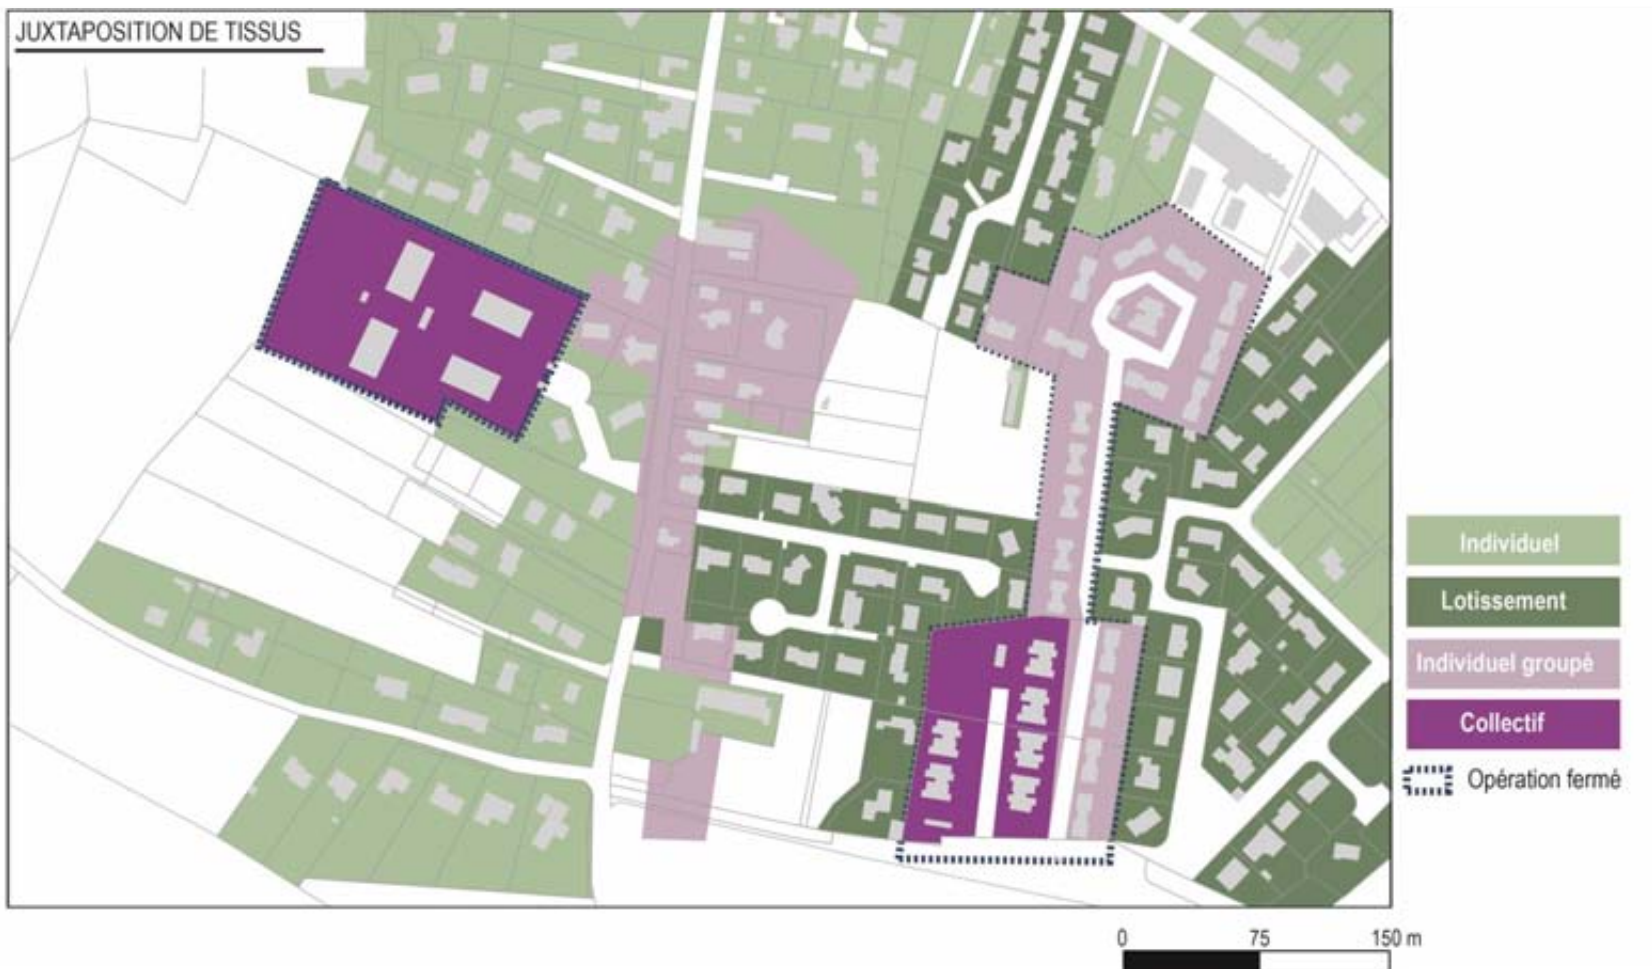 JUXTAPOSITION DE TISSUS
Individuel
Lotissement
Individuel groupé
Collectif
Opération fermé
0 75 150 m